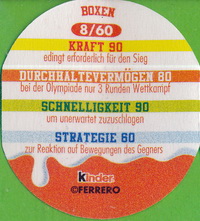 BOXEN
8/60
KRAFT 90
edingt erforderlich für den Sieg
DURCHHALTEVERMÖGEN 80
bei der Olympiade nur 3 Runden Wettkampf
SCHNELLIGKEIT 90
um unerwartet zuzuschlagen
STRATEGIE 60
zur Reaktion auf Bewegungen des Gegners
kinder
©FERRERO